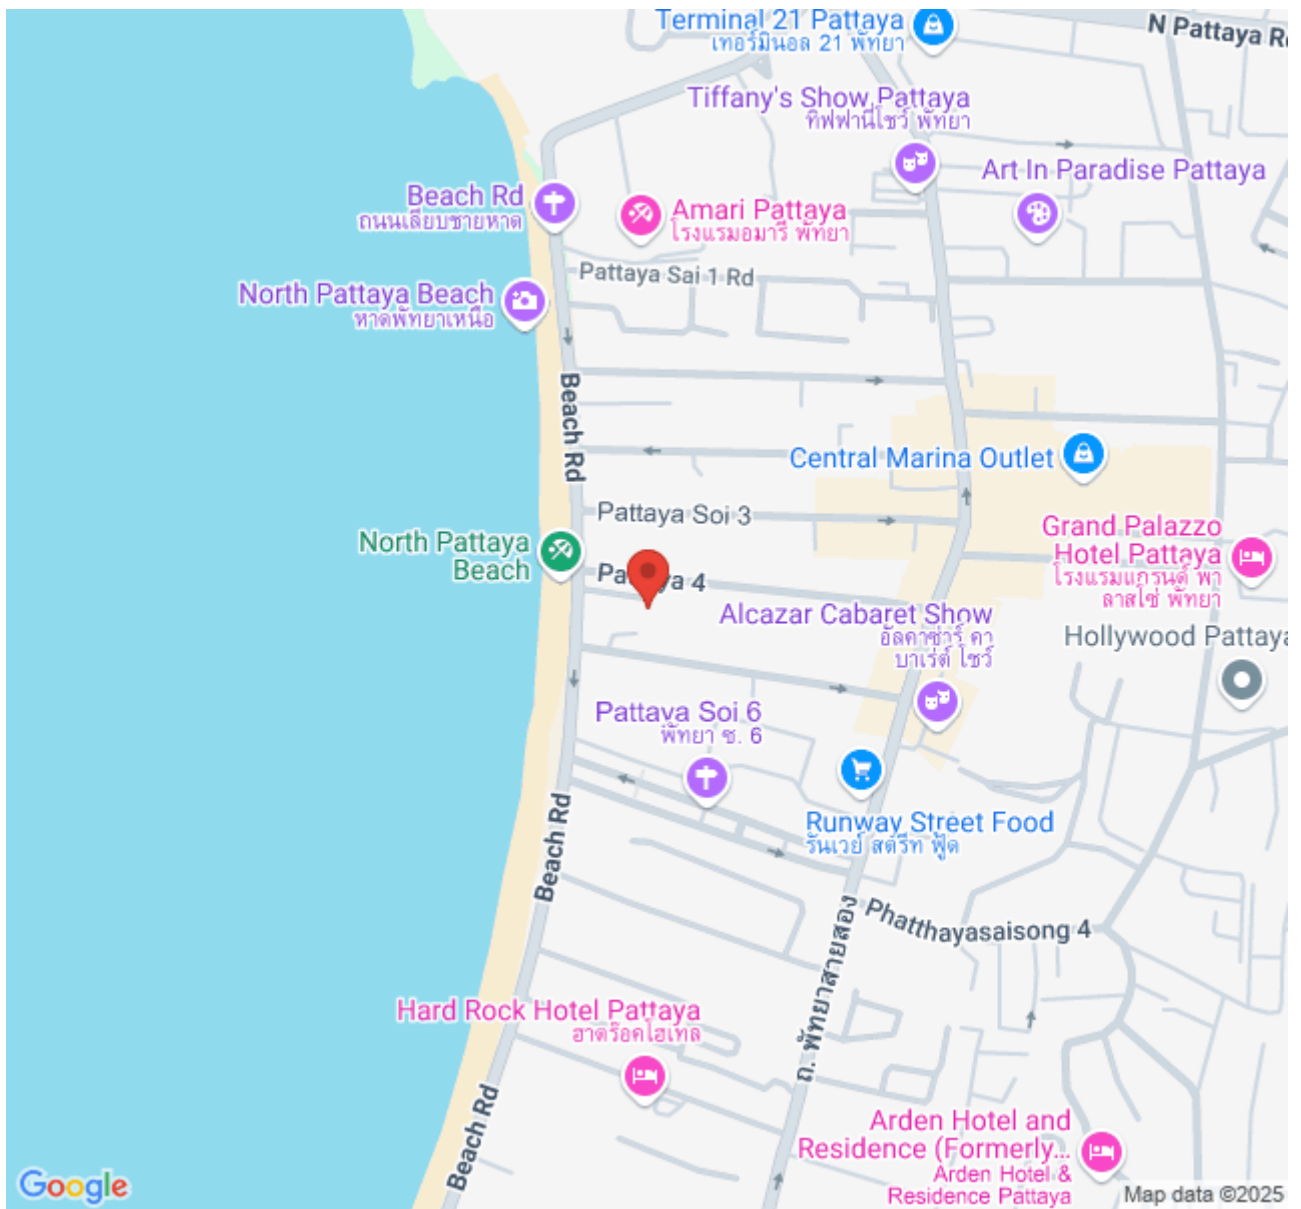 Terminal 21 Pattaya
เทอร์มินอล 21 พัทยา
N Pattaya Rd
Tiffany's Show Pattaya
ทิฟฟานี่โชว์ พัทยา
Art In Paradise Pattaya
Beach Rd
ถนนเลียบชายหาด
Amari Pattaya
โรงแรมอมารี พัทยา
Pattaya Sai 1 Rd
North Pattaya Beach
หาดพัทยาเหนือ
Beach Rd
Central Marina Outlet
Pattaya Soi 3
North Pattaya
Beach
Grand Palazzo
Hotel Pattaya
โรงแรมแกรนด์ พา
ลาสโซ่ พัทยา
4
Alcazar Cabaret Show
อัลคาซ่าร์ คา
บาเร่ต์ โชว์
Hollywood Pattaya
Pattaya Soi 6
พัทยา ซ. 6
Runway Street Food
รันเวย์ สตรีท ฟู้ด
Beach Rd
Phatthayasaisong 4
ถ. พัทยาสายสอง
Hard Rock Hotel Pattaya
ฮาดร๊อคโฮเทล
Beach Rd
Arden Hotel and
Residence (Formerly...
Arden Hotel &
Residence Pattaya
Google
Map data ©2025